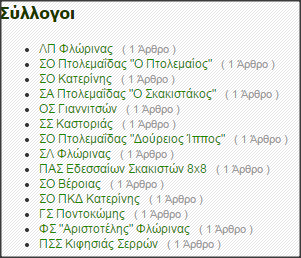 Σύλλογοι
ΛΠ Φλώρινας ( 1 Άρθρο )
ΣΟ Πτολεμαΐδας "Ο Πτολεμαίος" ( 1 Άρθρο )
ΣΟ Κατερίνης ( 1 Άρθρο )
ΣΑ Πτολεμαΐδας "Ο Σκακιστάκος" ( 1 Άρθρο )
ΟΣ Γιαννιτσών ( 1 Άρθρο )
ΣΣ Καστοριάς ( 1 Άρθρο )
ΣΟ Πτολεμαΐδας "Δούρειος Ίππος" ( 1 Άρθρο )
ΣΛ Φλώρινας ( 1 Άρθρο )
ΠΑΣ Εδεσσαίων Σκακιστών 8x8 ( 1 Άρθρο )
ΣΟ Βέροιας ( 1 Άρθρο )
ΣΟ ΠΚΔ Κατερίνης ( 1 Άρθρο )
ΓΣ Ποντοκώμης ( 1 Άρθρο )
ΦΣ "Αριστοτέλης" Φλώρινας ( 1 Άρθρο )
ΠΣΣ Κηφισιάς Σερρών ( 1 Άρθρο )